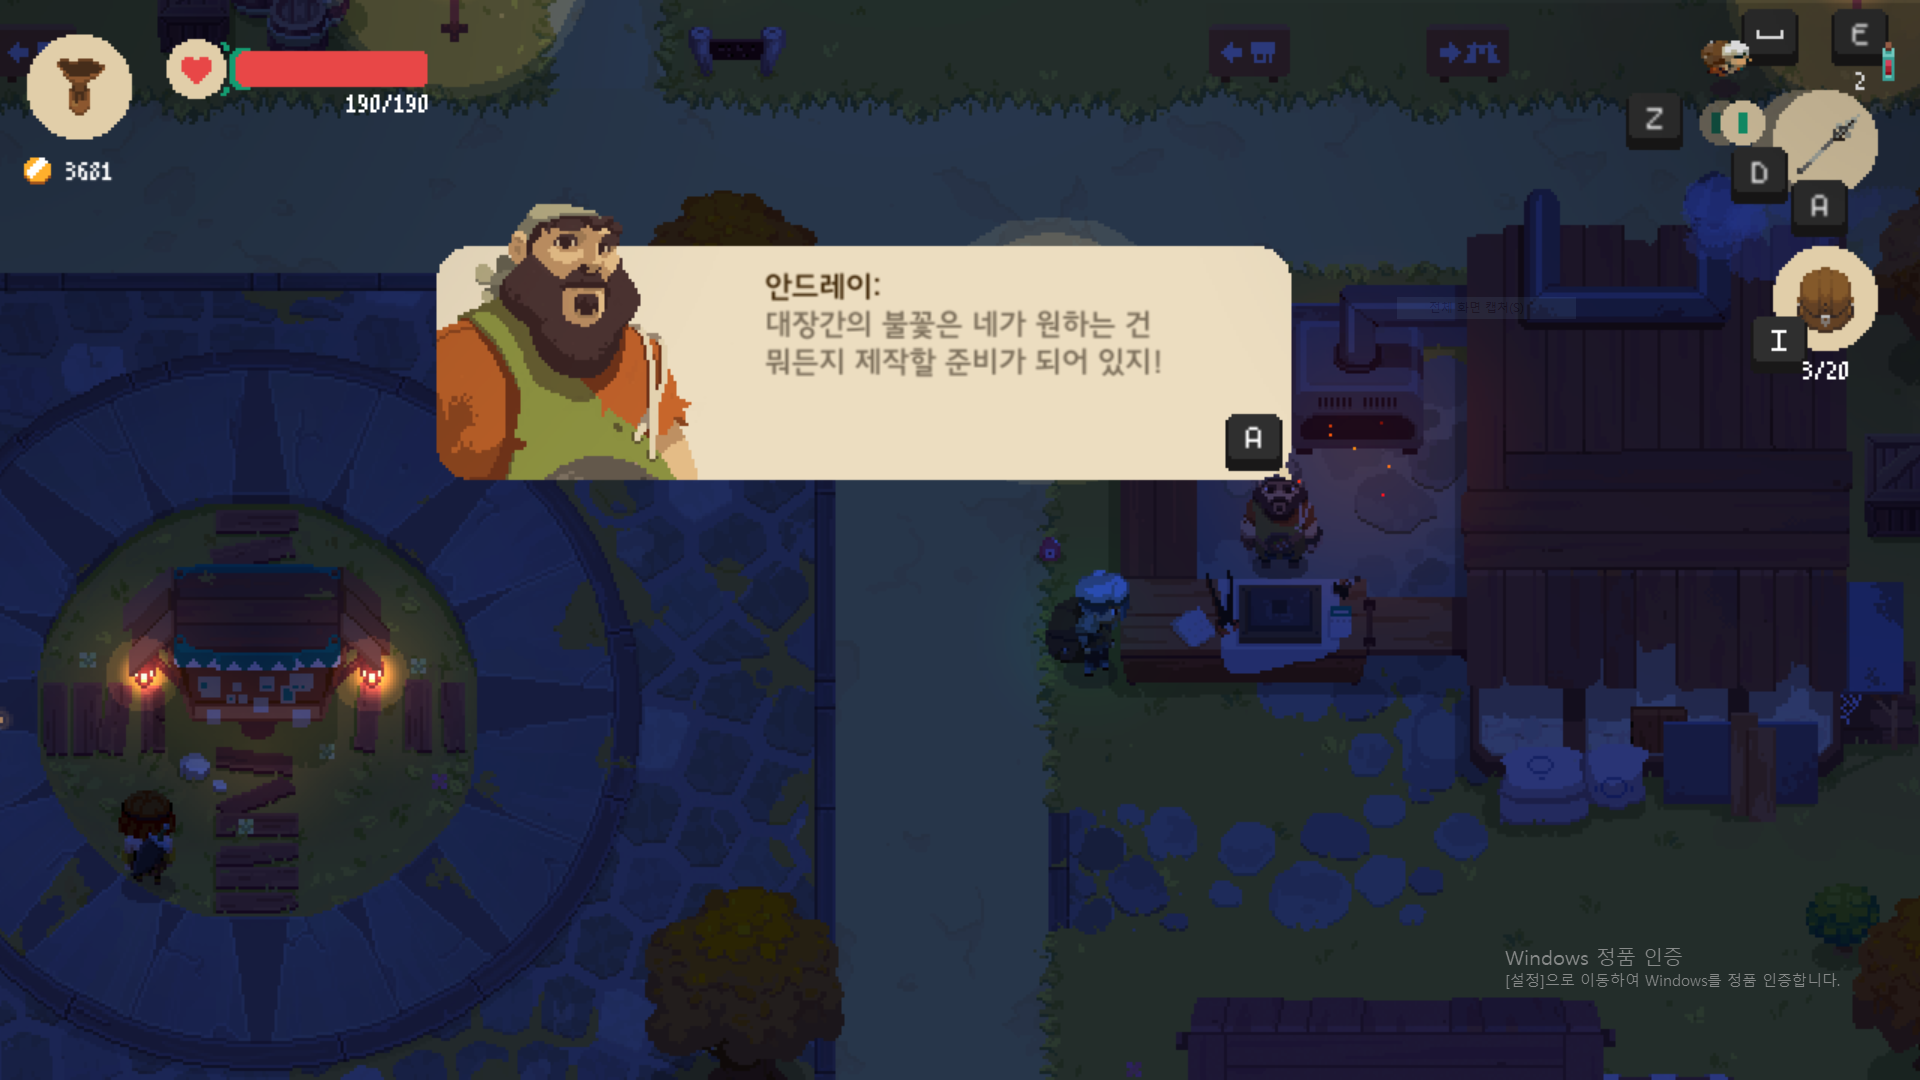 E
190/190
2
Z
3681
D
A
안드레이:
대장간의 불꽃은 네가 원하는 건
뭐든지 제작할 준비가 되어 있지!
I
3/20
A
Windows 정품 인증
[설정]으로 이동하여 Windows를 정품 인증합니다.